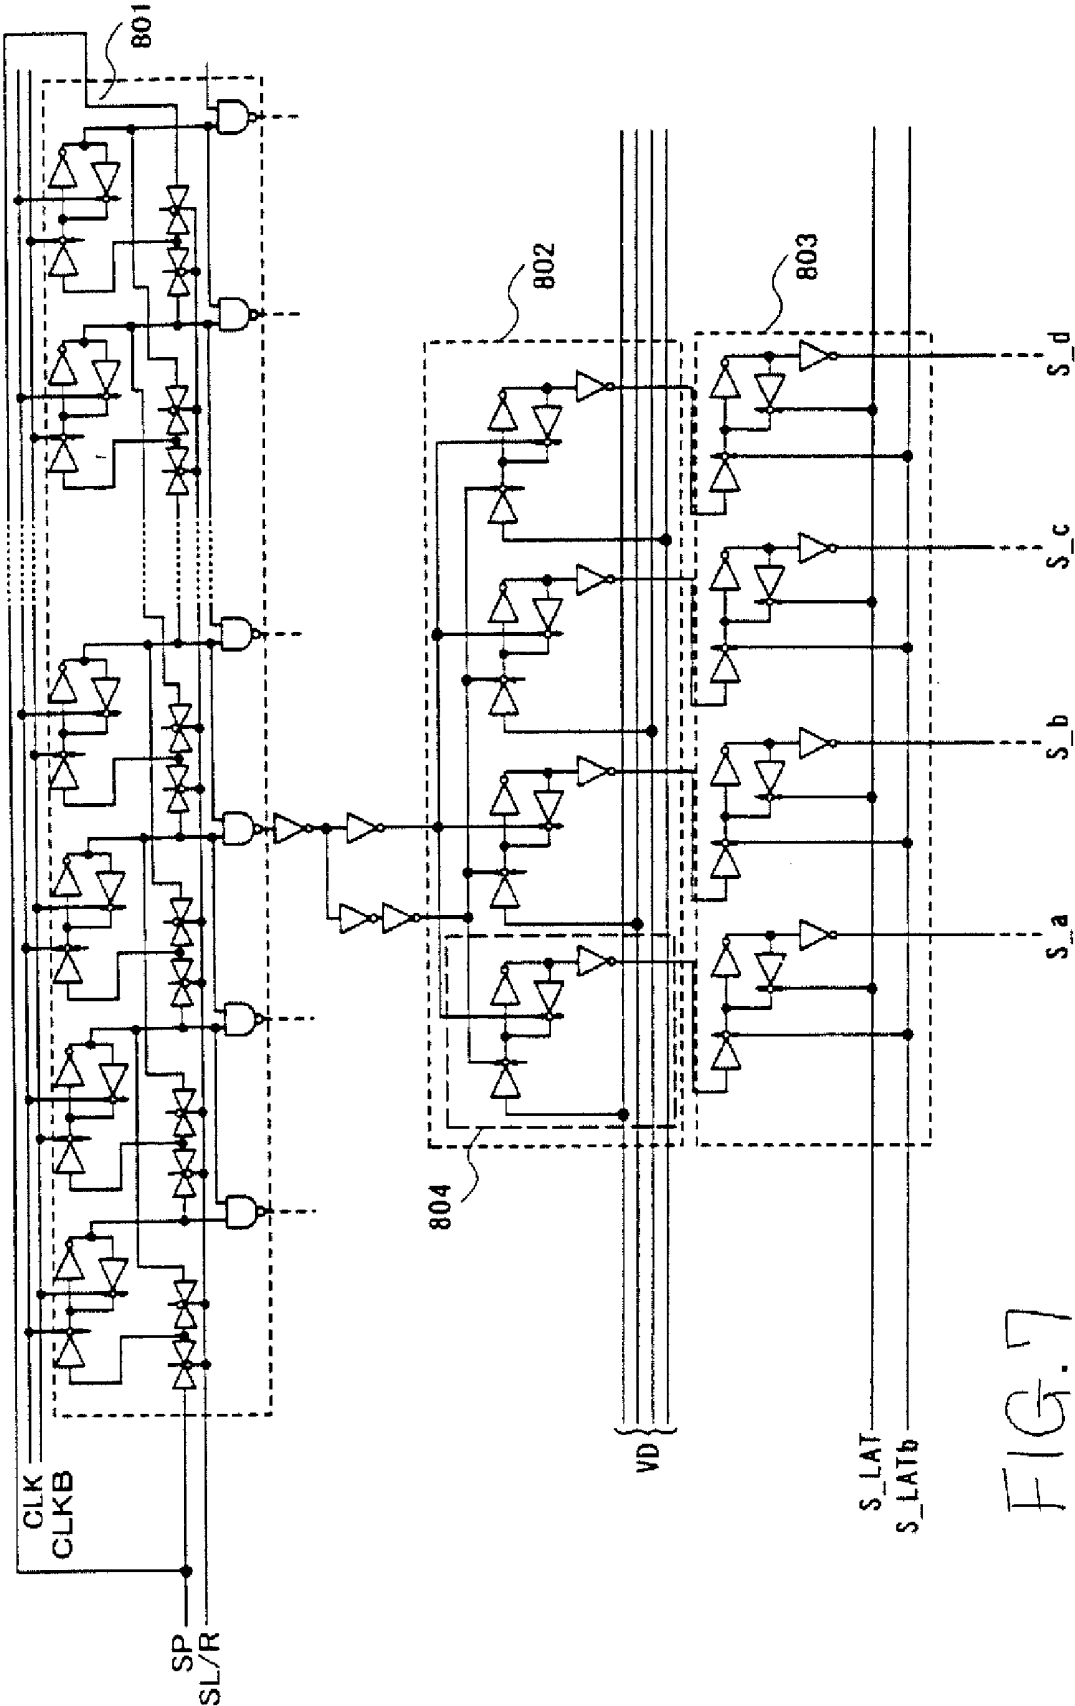 CLK
CLKB
SP
SL/R
801
802
803
804
VD
S_LAT
S_LATb
S_a
S_b
S_c
S_d
FIG. 7